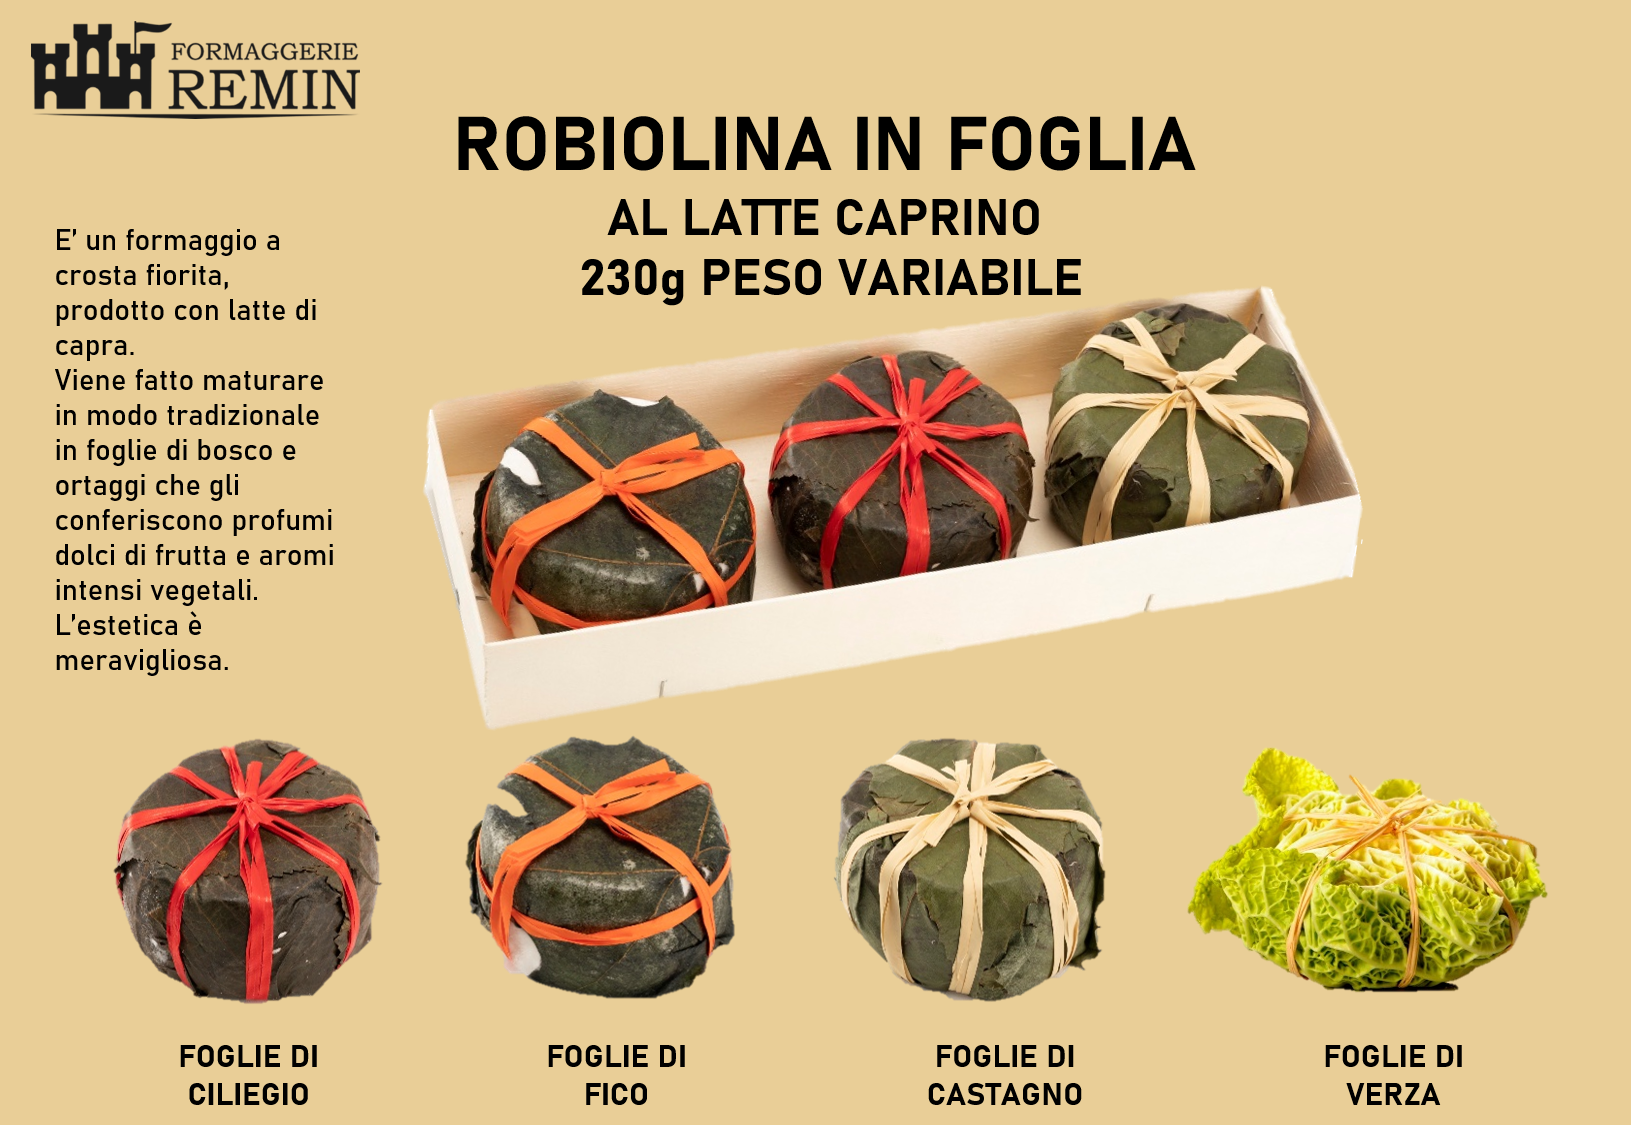 FORMAGGERIE
REMIN
ROBIOLINA IN FOGLIA
AL LATTE CAPRINO
230g PESO VARIABILE
E’ un formaggio a
crosta fiorita,
prodotto con latte di
capra.
Viene fatto maturare
in modo tradizionale
in foglie di bosco e
ortaggi che gli
conferiscono profumi
dolci di frutta e aromi
intensi vegetali.
L’estetica è
meravigliosa.
FOGLIE DI
CILIEGIO
FOGLIE DI
FICO
FOGLIE DI
CASTAGNO
FOGLIE DI
VERZA